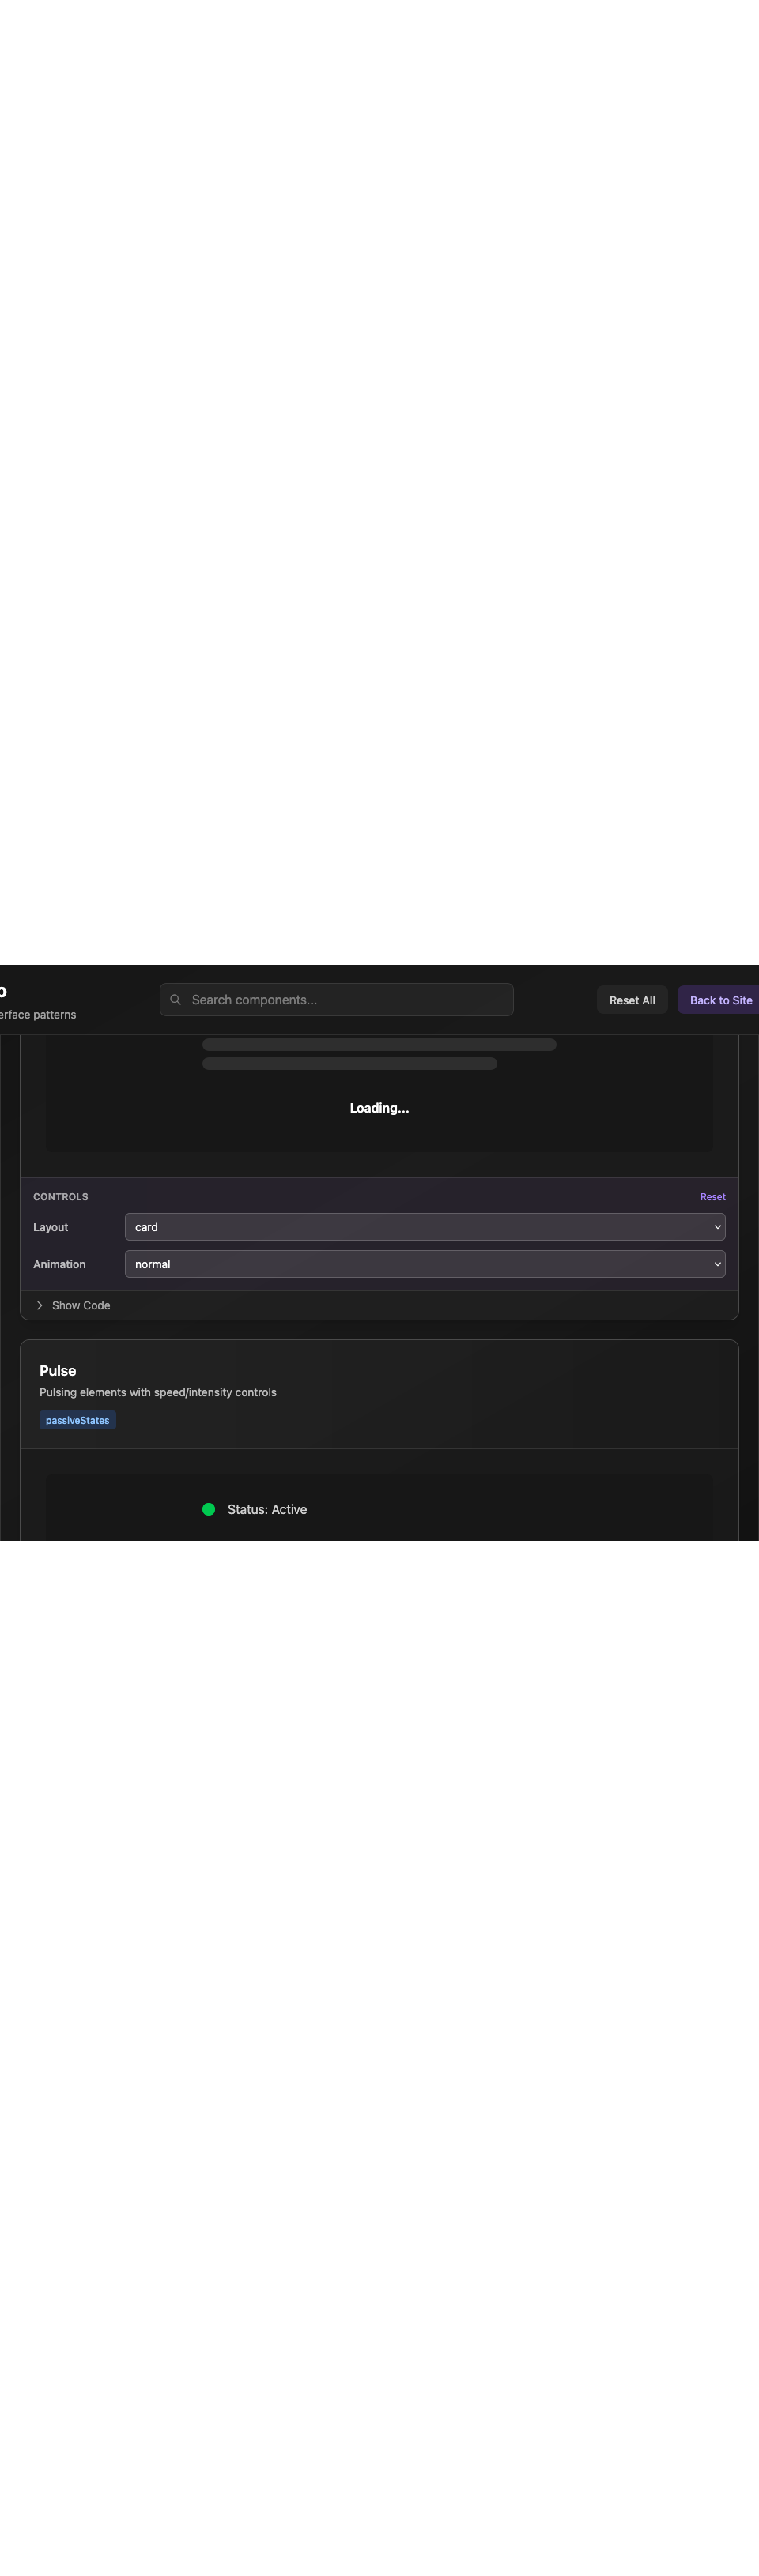 o
erface patterns
Search components...
Reset All
Back to Site
Loading...
CONTROLS
Reset
Layout
card
Animation
normal
Show Code
Pulse
Pulsing elements with speed/intensity controls
passiveStates
Status: Active